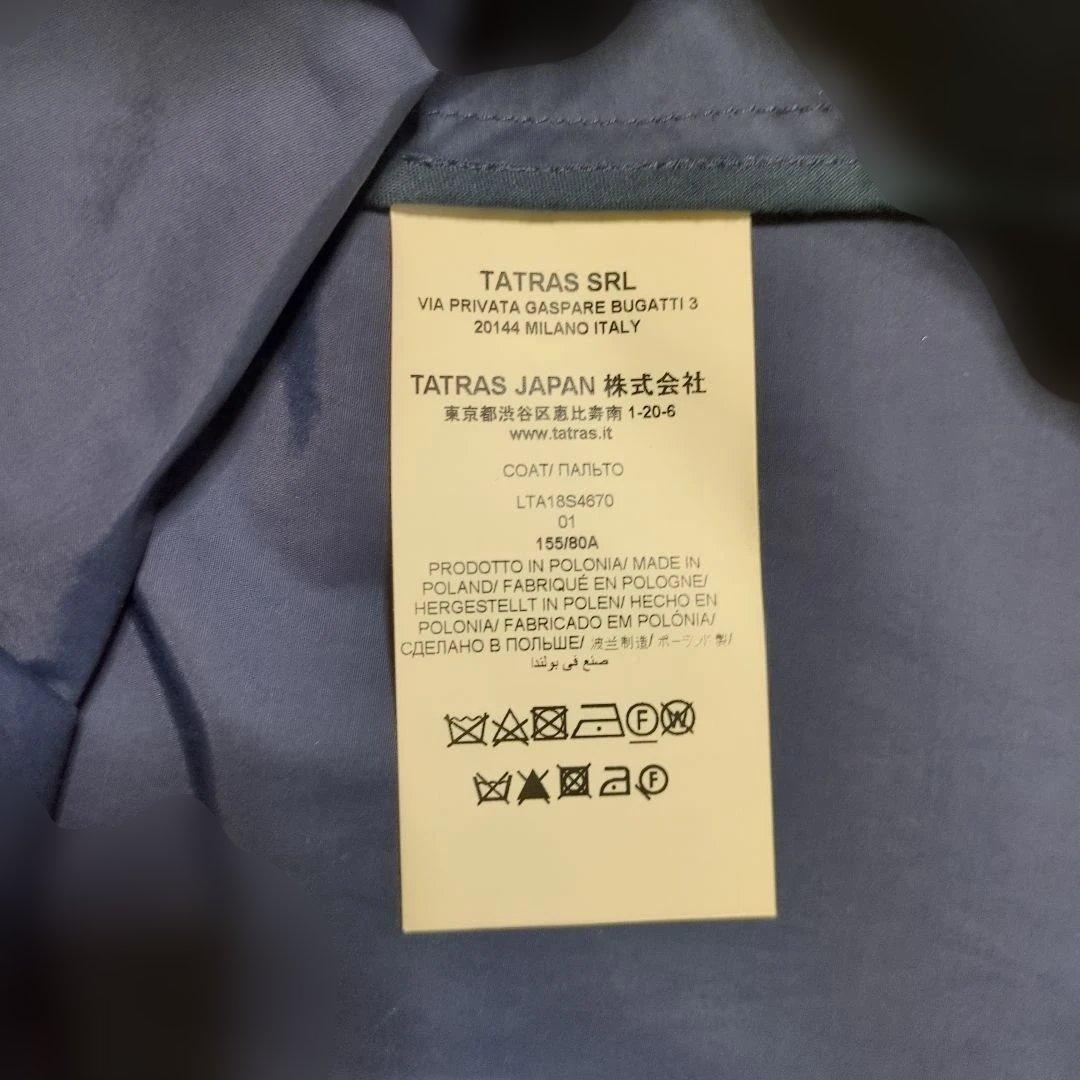 TATRAS SRL
VIA PRIVATA GASPARE BUGATTI 3
20144 MILANO ITALY
TATRAS JAPAN 株式会社
東京都渋谷区恵比寿南 1-20-6
www.tatras.it
COAT/ ПАЛЬТО
LTA18S4670
01
155/80A
PRODOTTO IN POLONIA/ MADE IN
POLAND/ FABRIQUÉ EN POLOGNE/
HERGESTELLT IN POLEN/ HECHO EN
POLONIA/ FABRICADO EM POLÓNIA/
СДЕЛАНО В ПОЛЬШЕ/ 波兰制造/ ポーランド製/
صنع في بولندا
F W
F